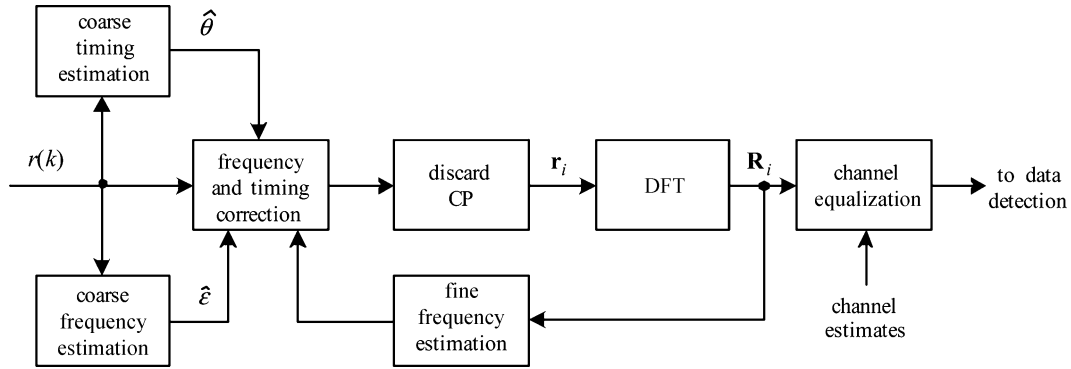 coarse
timing
estimation
θ̂
r(k)
frequency
and timing
correction
discard
CP
r_i
DFT
R_i
channel
equalization
to data
detection
coarse
frequency
estimation
ε̂
fine
frequency
estimation
channel
estimates